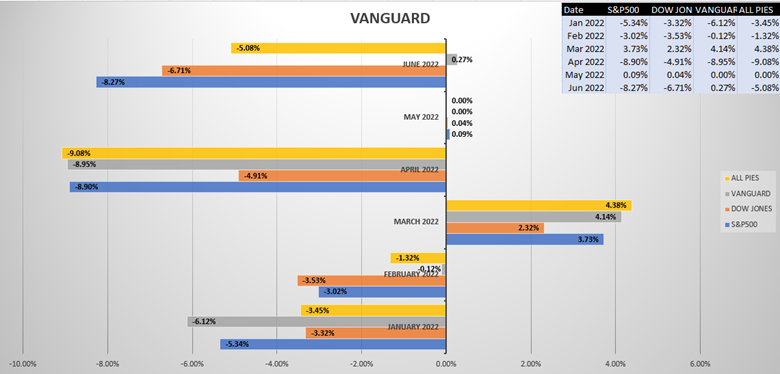 VANGUARD
Date S&P500 DOW JON VANGUAR ALL PIES
Jan 2022 -5.34% -3.32% -6.12% -3.45%
Feb 2022 -3.02% -3.53% -0.12% -1.32%
Mar 2022 3.73% 2.32% 4.14% 4.38%
Apr 2022 -8.90% -4.91% -8.95% -9.08%
May 2022 0.09% 0.04% 0.00% 0.00%
Jun 2022 -8.27% -6.71% 0.27% -5.08%
-5.08%
0.27%
JUNE 2022
-6.71%
-8.27%
0.00%
0.00%
MAY 2022
0.04%
0.09%
-9.08%
-8.95%
APRIL 2022
-4.91%
-8.90%
4.38%
4.14%
MARCH 2022
2.32%
3.73%
-1.32%
-0.12%
FEBRUARY 2022
-3.53%
-3.02%
-3.45%
-6.12%
JANUARY 2022
-3.32%
-5.34%
ALL PIES
VANGUARD
DOW JONES
S&P500
-10.00% -8.00% -6.00% -4.00% -2.00% 0.00% 2.00% 4.00% 6.00%